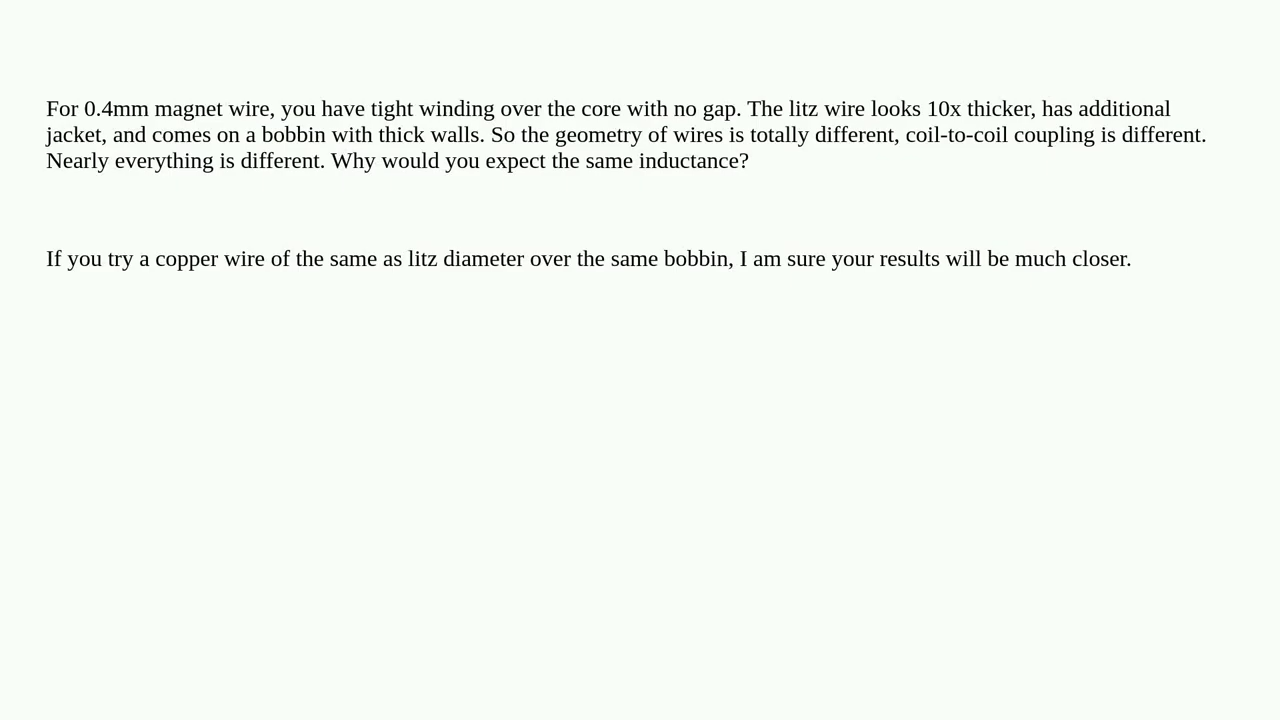 For 0.4mm magnet wire, you have tight winding over the core with no gap. The litz wire looks 10x thicker, has additional
jacket, and comes on a bobbin with thick walls. So the geometry of wires is totally different, coil-to-coil coupling is different.
Nearly everything is different. Why would you expect the same inductance?
If you try a copper wire of the same as litz diameter over the same bobbin, I am sure your results will be much closer.